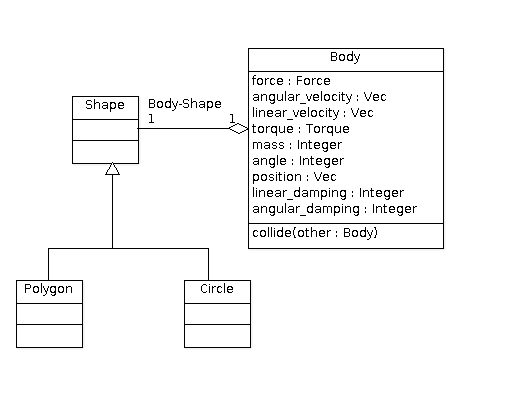 Body
force : Force
angular_velocity : Vec
linear_velocity : Vec
torque : Torque
mass : Integer
angle : Integer
position : Vec
linear_damping : Integer
angular_damping : Integer
collide(other : Body)
Shape
Body-Shape
1
1
Polygon
Circle